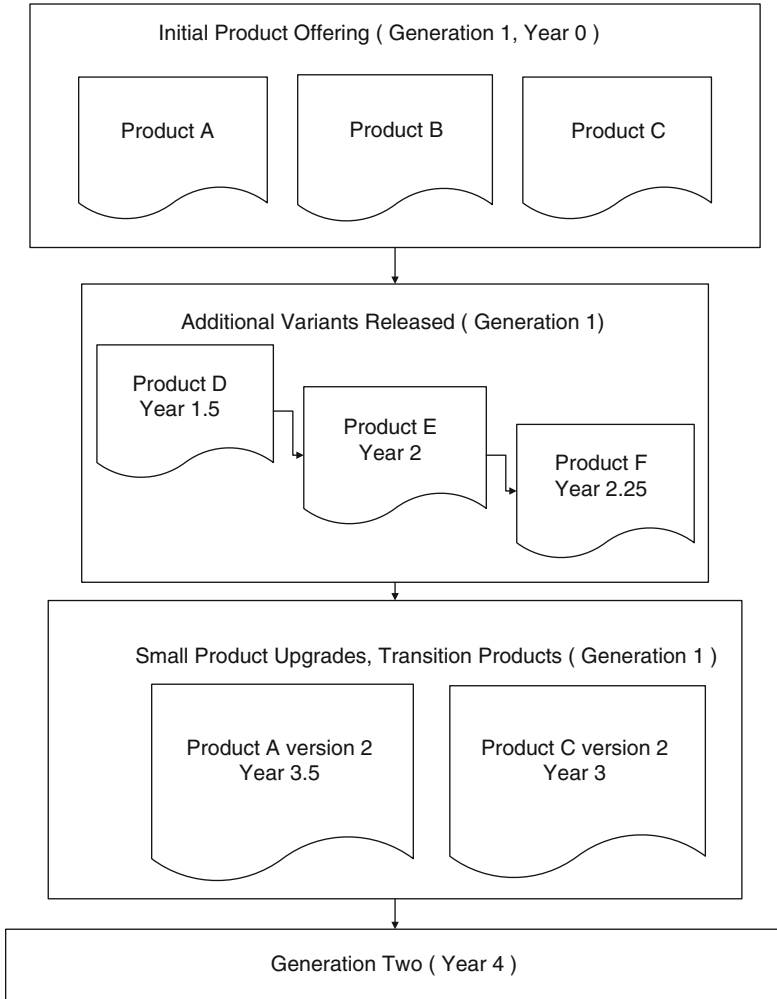 Initial Product Offering ( Generation 1, Year 0 )
Product A
Product B
Product C
Additional Variants Released ( Generation 1)
Product D
Year 1.5
Product E
Year 2
Product F
Year 2.25
Small Product Upgrades, Transition Products ( Generation 1 )
Product A version 2
Year 3.5
Product C version 2
Year 3
Generation Two ( Year 4 )